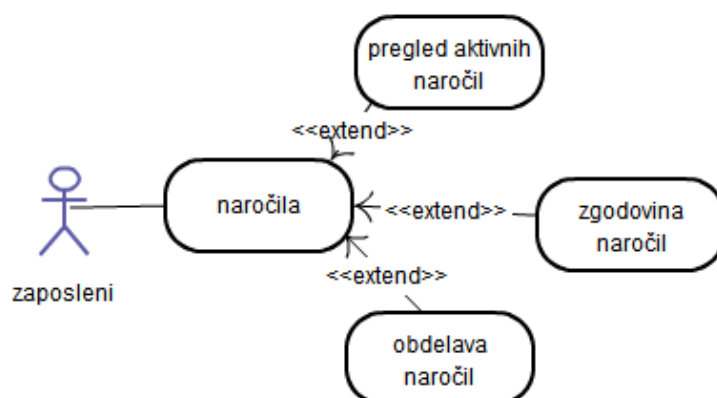 pregled aktivnih
naročil
<<extend>>
naročila
<<extend>>
zgodovina
naročil
<<extend>>
zaposleni
obdelava
naročil